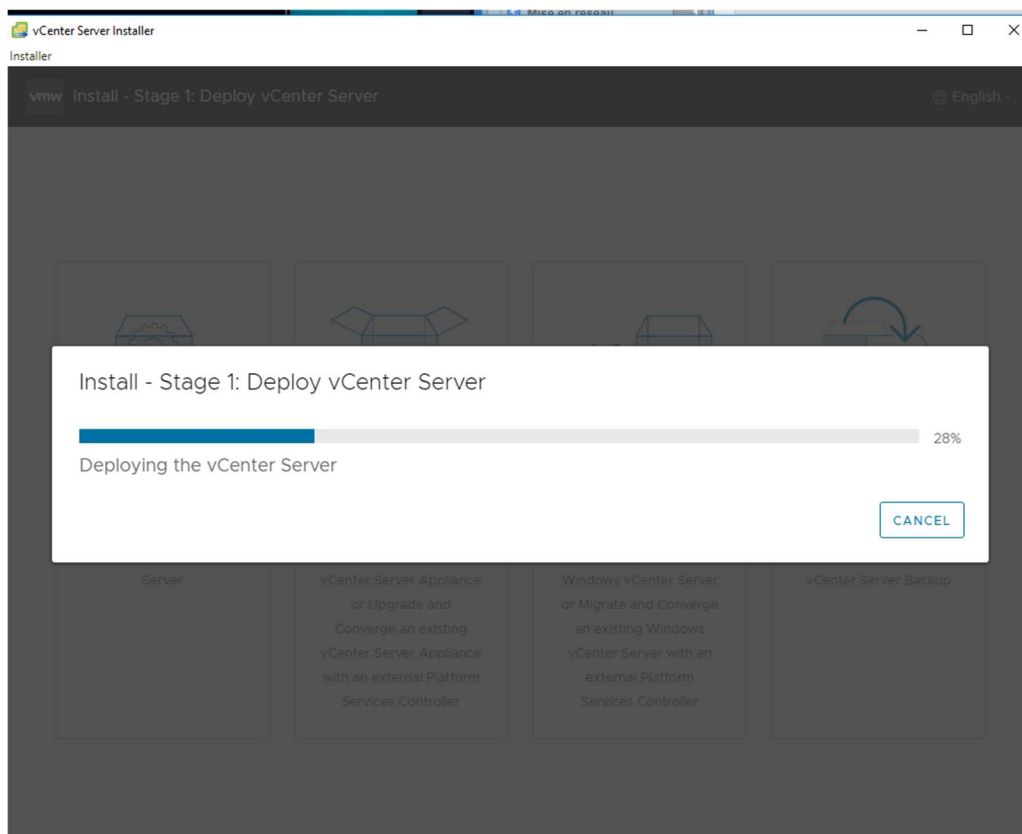 Mise en réseau
vCenter Server Installer
Installer
vmw Install - Stage 1: Deploy vCenter Server
English
Install - Stage 1: Deploy vCenter Server
28%
Deploying the vCenter Server
CANCEL
Server
vCenter Server Appliance
or Upgrade and
Converge an existing
vCenter Server Appliance
with an external Platform
Services Controller
Windows vCenter Server
or Migrate and Converge
an existing Windows
vCenter Server with an
external Platform
Services Controller
vCenter Server Backup